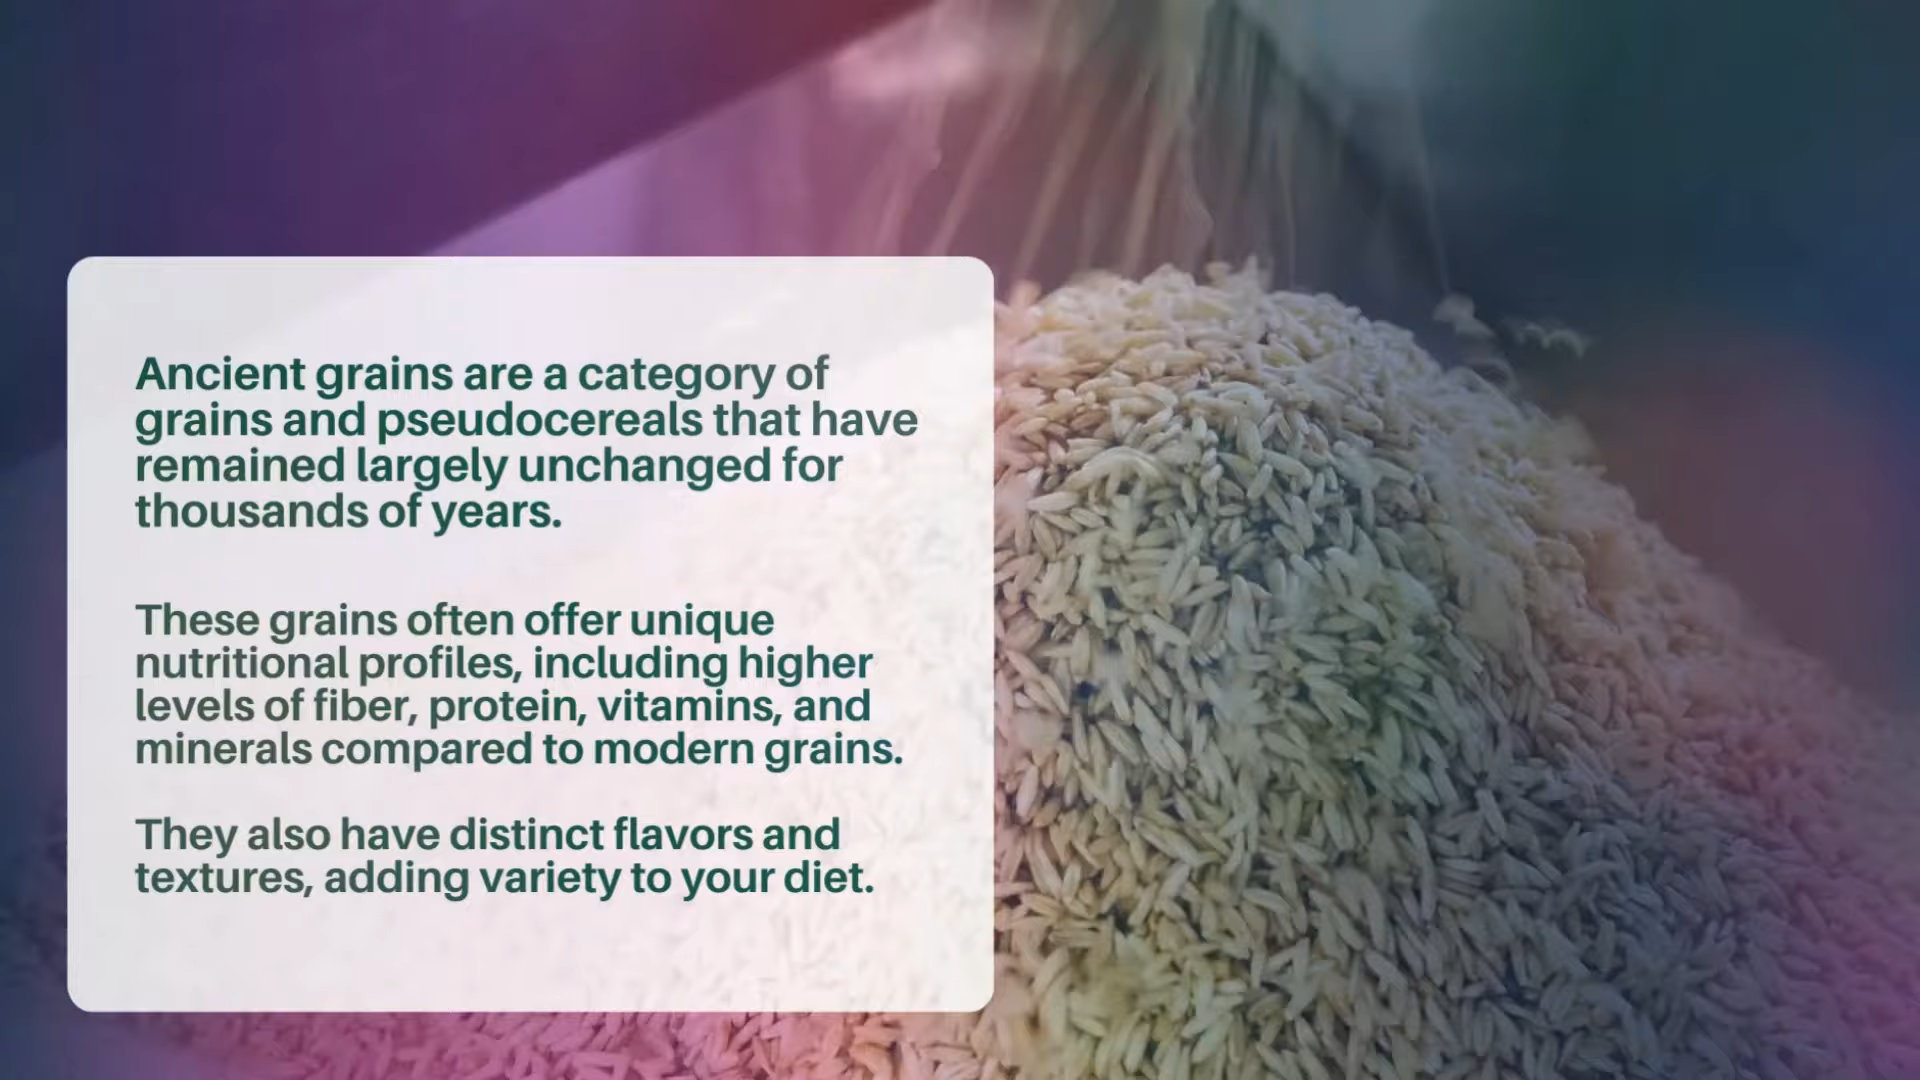 Ancient grains are a category of
grains and pseudocereals that have
remained largely unchanged for
thousands of years.
These grains often offer unique
nutritional profiles, including higher
levels of fiber, protein, vitamins, and
minerals compared to modern grains.
They also have distinct flavors and
textures, adding variety to your diet.